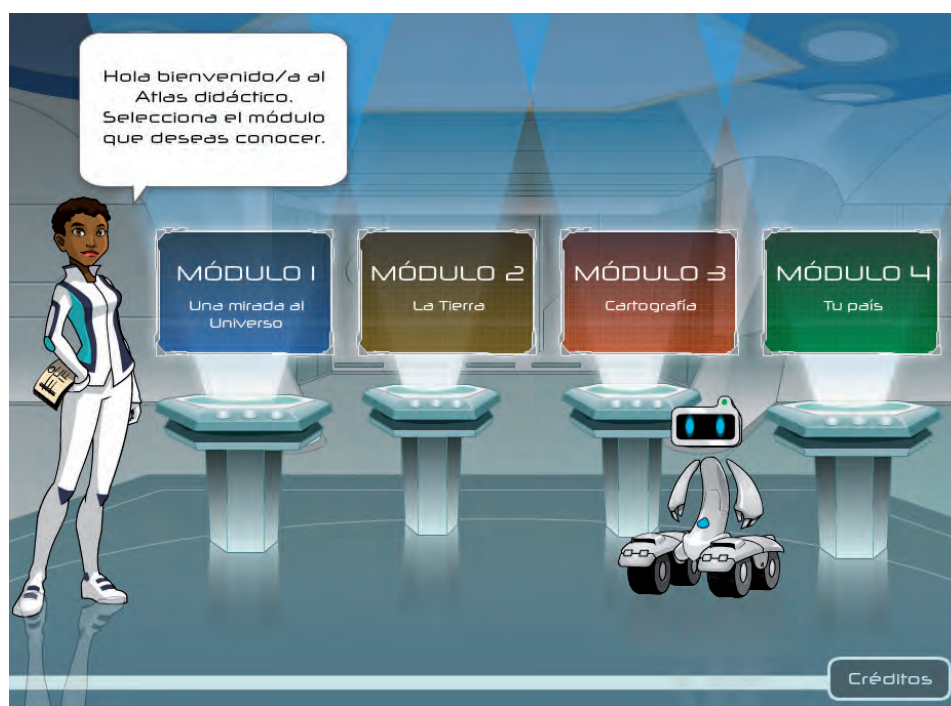 Hola bienvenido/a al
Atlas didáctico.
Selecciona el módulo
que deseas conocer.
MÓDULO 1
Una mirada al
Universo
MÓDULO 2
La Tierra
MÓDULO 3
Cartografía
MÓDULO 4
Tu país
Créditos